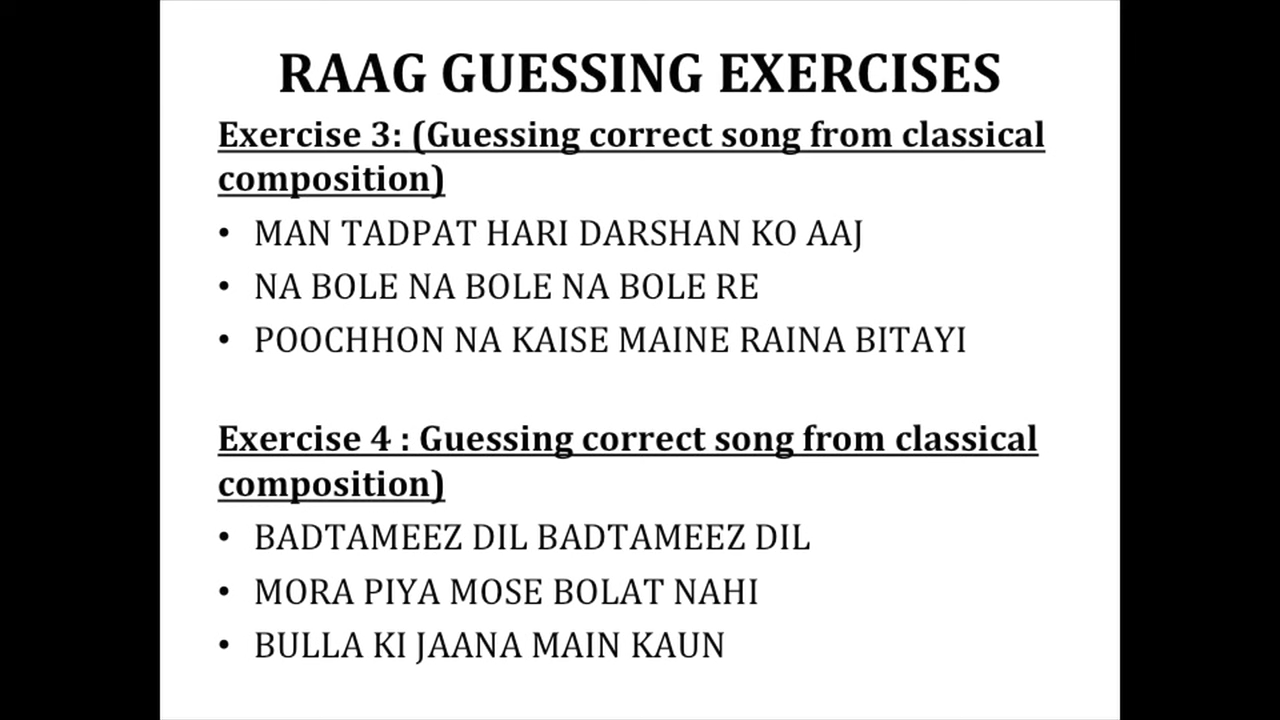 RAAG GUESSING EXERCISES
Exercise 3: (Guessing correct song from classical
composition)
• MAN TADPAT HARI DARSHAN KO AAJ
• NA BOLE NA BOLE NA BOLE RE
• POOCHHON NA KAISE MAINE RAINA BITAYI
Exercise 4 : Guessing correct song from classical
composition)
• BADTAMEEZ DIL BADTAMEEZ DIL
• MORA PIYA MOSE BOLAT NAHI
• BULLA KI JAANA MAIN KAUN